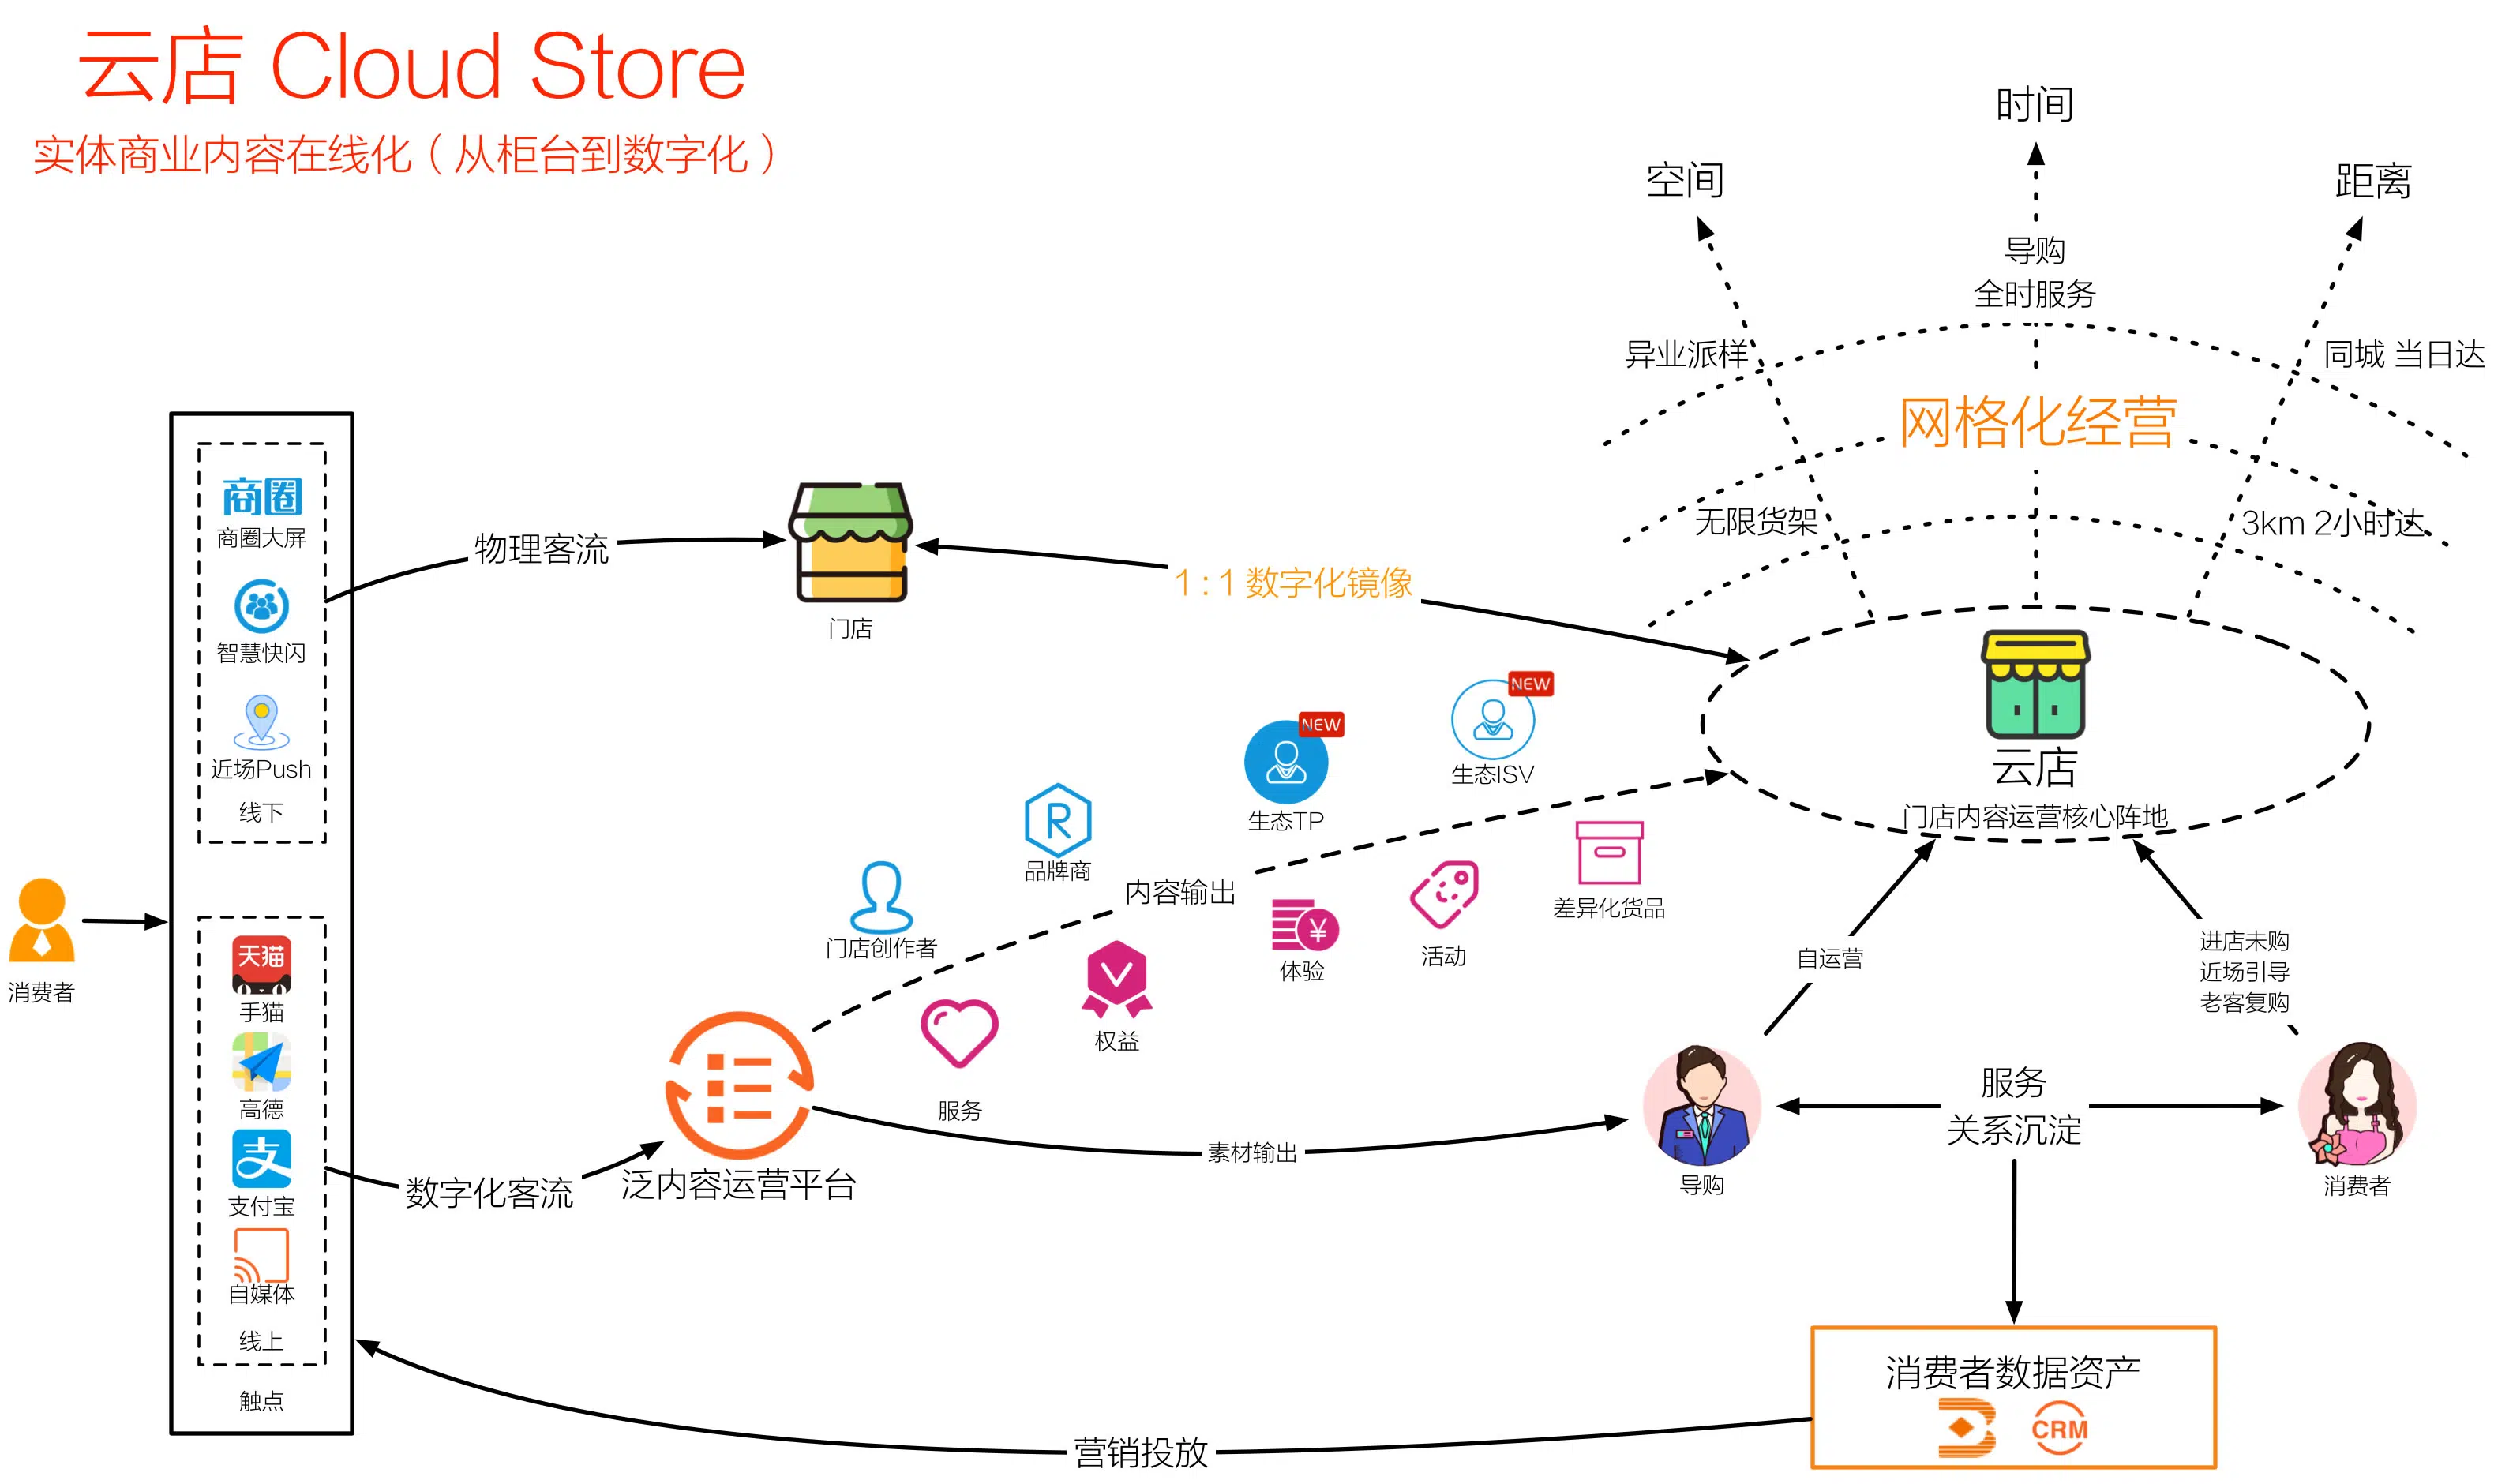 云店 Cloud Store
实体商业内容在线化（从柜台到数字化）
时间
空间
距离
导购
全时服务
异业派样
同城 当日达
网格化经营
无限货架
3km 2小时达
商圈
商圈大屏
智慧快闪
近场Push
线下
物理客流
门店
1 : 1 数字化镜像
云店
门店内容运营核心阵地
NEW
生态ISV
NEW
生态TP
R
品牌商
门店创作者
内容输出
差异化货品
活动
¥
体验
权益
服务
消费者
天猫
手猫
高德
支
支付宝
自媒体
线上
触点
数字化客流
泛内容运营平台
素材输出
自运营
进店未购
近场引导
老客复购
导购
服务
关系沉淀
消费者
消费者数据资产
CRM
营销投放